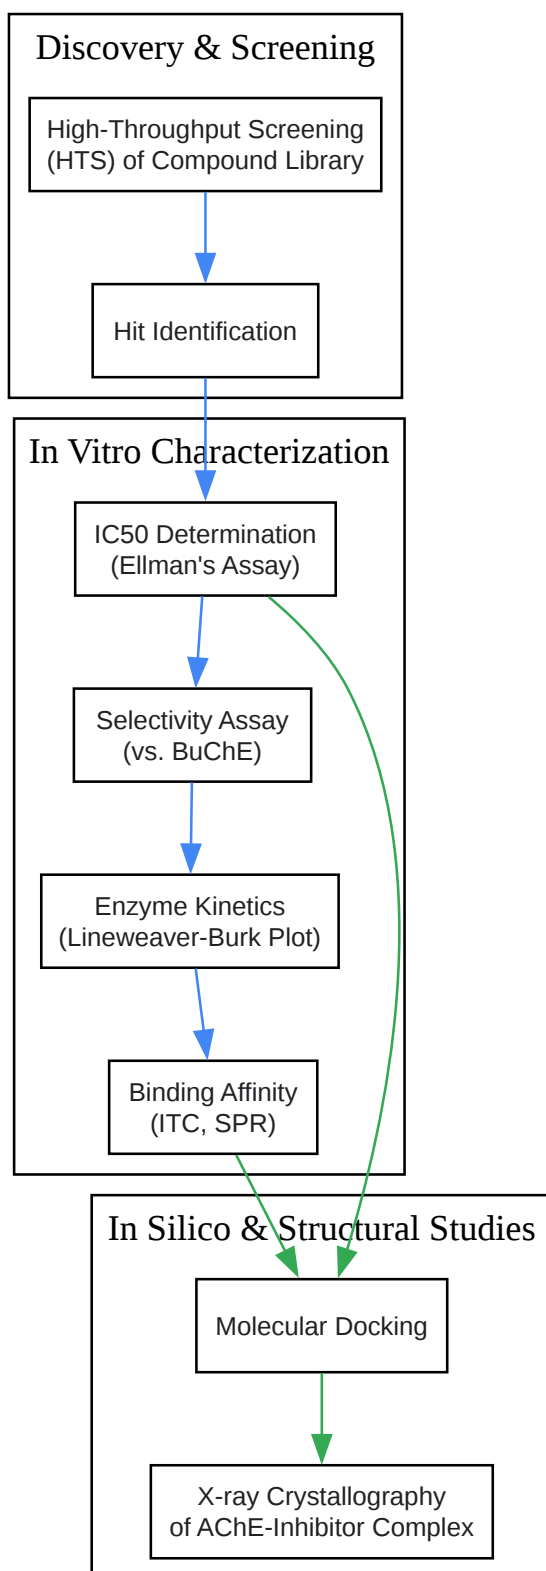 Discovery & Screening
High-Throughput Screening
(HTS) of Compound Library
Hit Identification
In Vitro Characterization
IC50 Determination
(Ellman's Assay)
Selectivity Assay
(vs. BuChE)
Enzyme Kinetics
(Lineweaver-Burk Plot)
Binding Affinity
(ITC, SPR)
In Silico & Structural Studies
Molecular Docking
X-ray Crystallography
of AChE-Inhibitor Complex